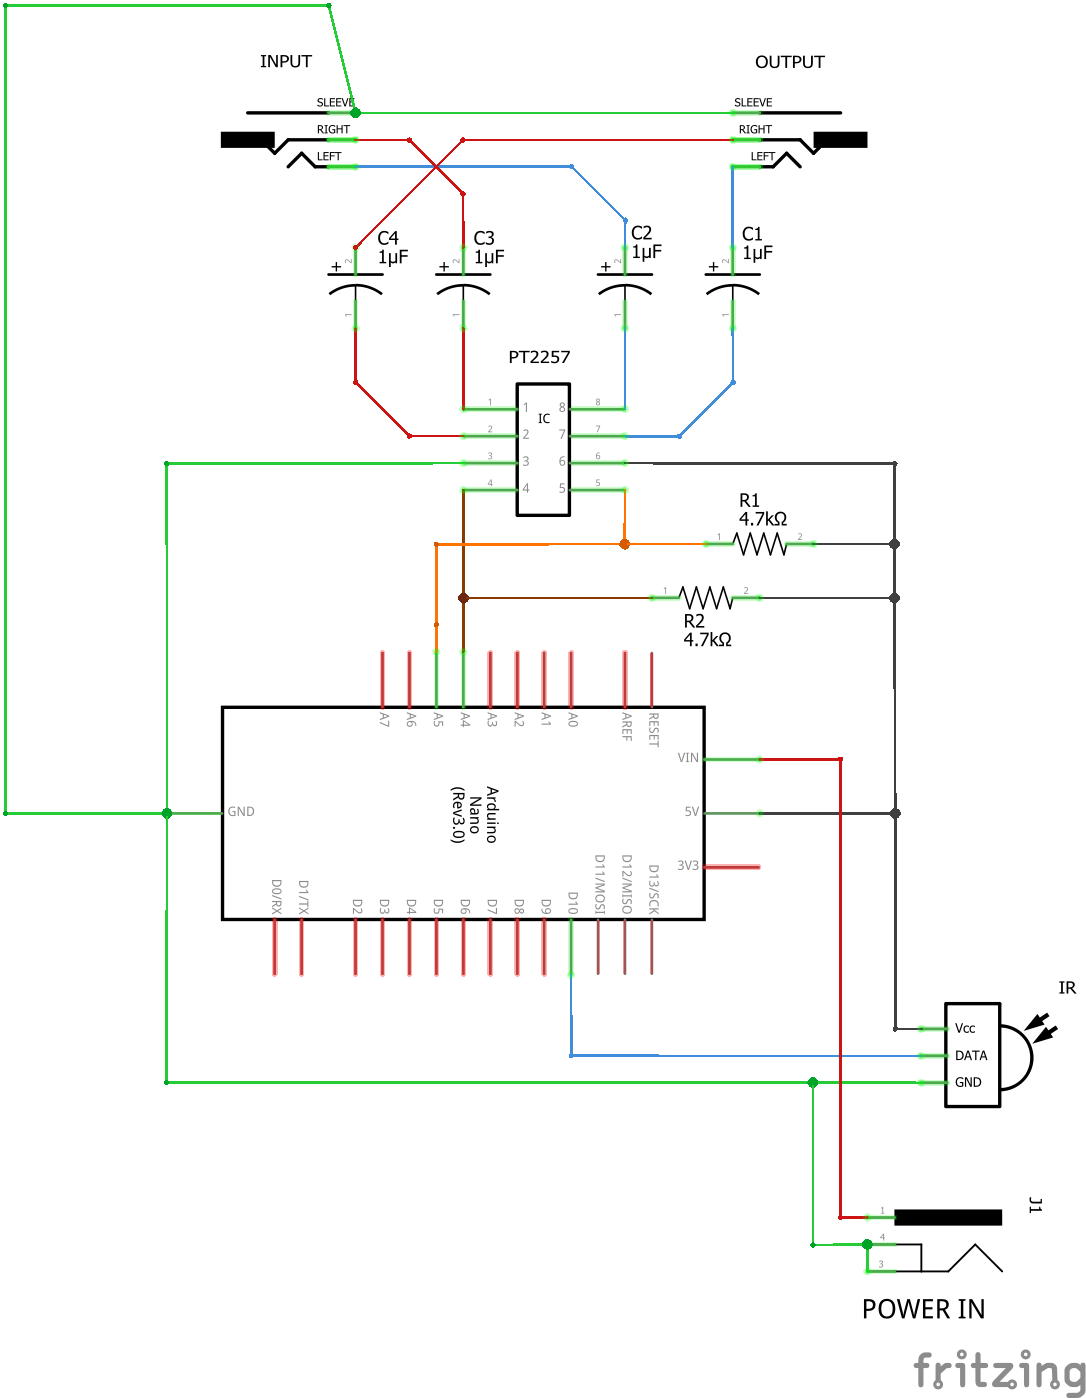 INPUT
OUTPUT
SLEEVE
SLEEVE
RIGHT
RIGHT
LEFT
LEFT
C4
1µF
C3
1µF
C2
1µF
C1
1µF
+
2
+
2
+
2
+
2
1
1
1
1
PT2257
1 1 8 8
IC
2 2 7 7
3 3 6 6
4 4 5 5
R1
4.7kΩ
1 2
1 2
R2
4.7kΩ
A7
A6
A5
A4
A3
A2
A1
A0
AREF
RESET
VIN
GND
5V
3V3
Arduino
Nano
(Rev3.0)
D0/RX
D1/TX
D2
D3
D4
D5
D6
D7
D8
D9
D10
D11/MOSI
D12/MISO
D13/SCK
IR
Vcc
DATA
GND
J1
1
4
3
POWER IN
fritzing